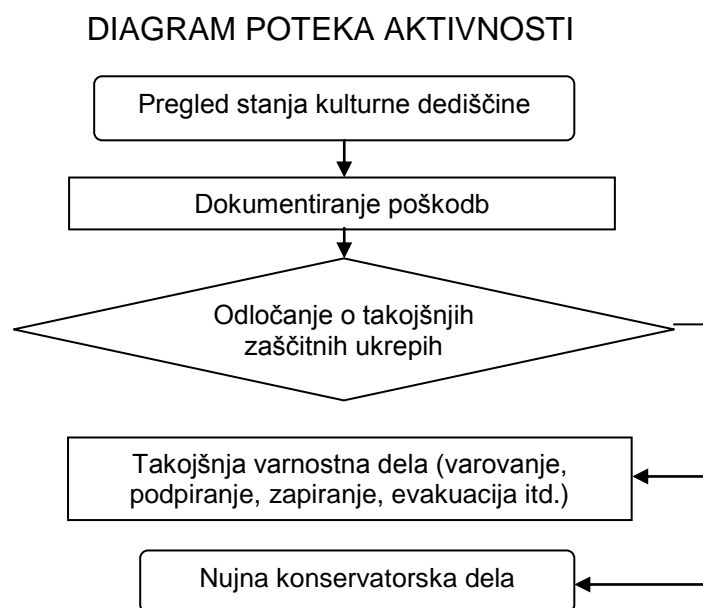 DIAGRAM POTEKA AKTIVNOSTI
Pregled stanja kulturne dediščine
Dokumentiranje poškodb
Odločanje o takojšnjih
zaščitnih ukrepih
Takojšnja varnostna dela (varovanje,
podpiranje, zapiranje, evakuacija itd.)
Nujna konservatorska dela